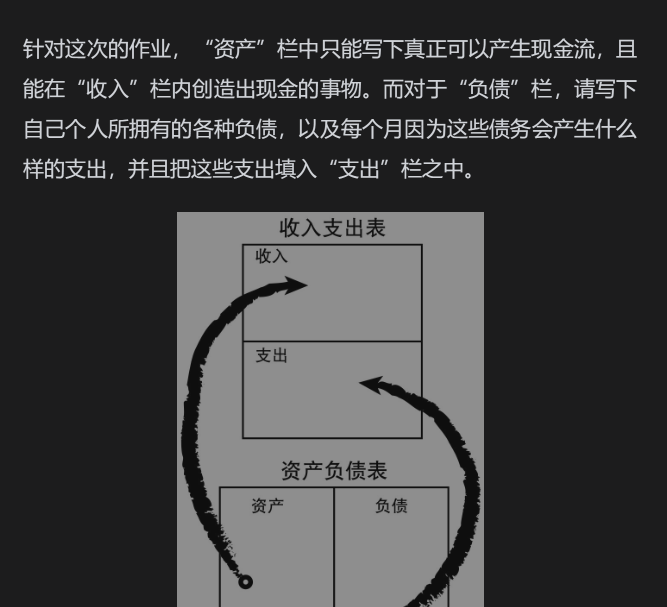 针对这次的作业，“资产”栏中只能写下真正可以产生现金流，且
能在“收入”栏内创造出现金的事物。而对于“负债”栏，请写下
自己个人所拥有的各种负债，以及每个月因为这些债务会产生什么
样的支出，并且把这些支出填入“支出”栏之中。
收入支出表
收入
支出
资产负债表
资产 负债